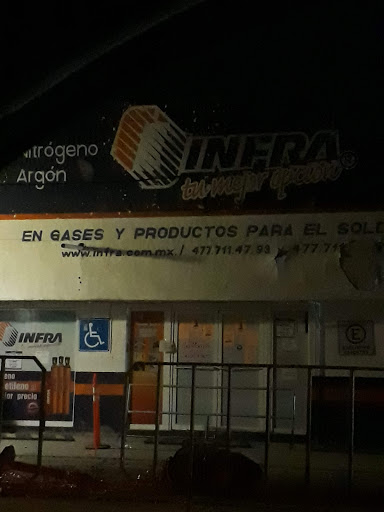 Nitrógeno
Argón
INFRA
tu mejor opción
EN GASES Y PRODUCTOS PARA EL SOLD
www.infra.com.mx / 477 711 47 93
INFRA
E